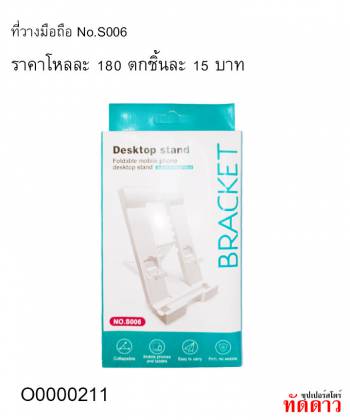 ที่วางมือถือ No.S006
ราคาโหลละ 180 ตกชิ้นละ 15 บาท
Desktop stand
Foldable mobile phone
desktop stand
BRACKET
NO.S006
Collapsible
Mobile phones
and tablets
Easy to carry
Firm, no wobble
O0000211
ซุปเปอร์สโตร์
ทัดดาว